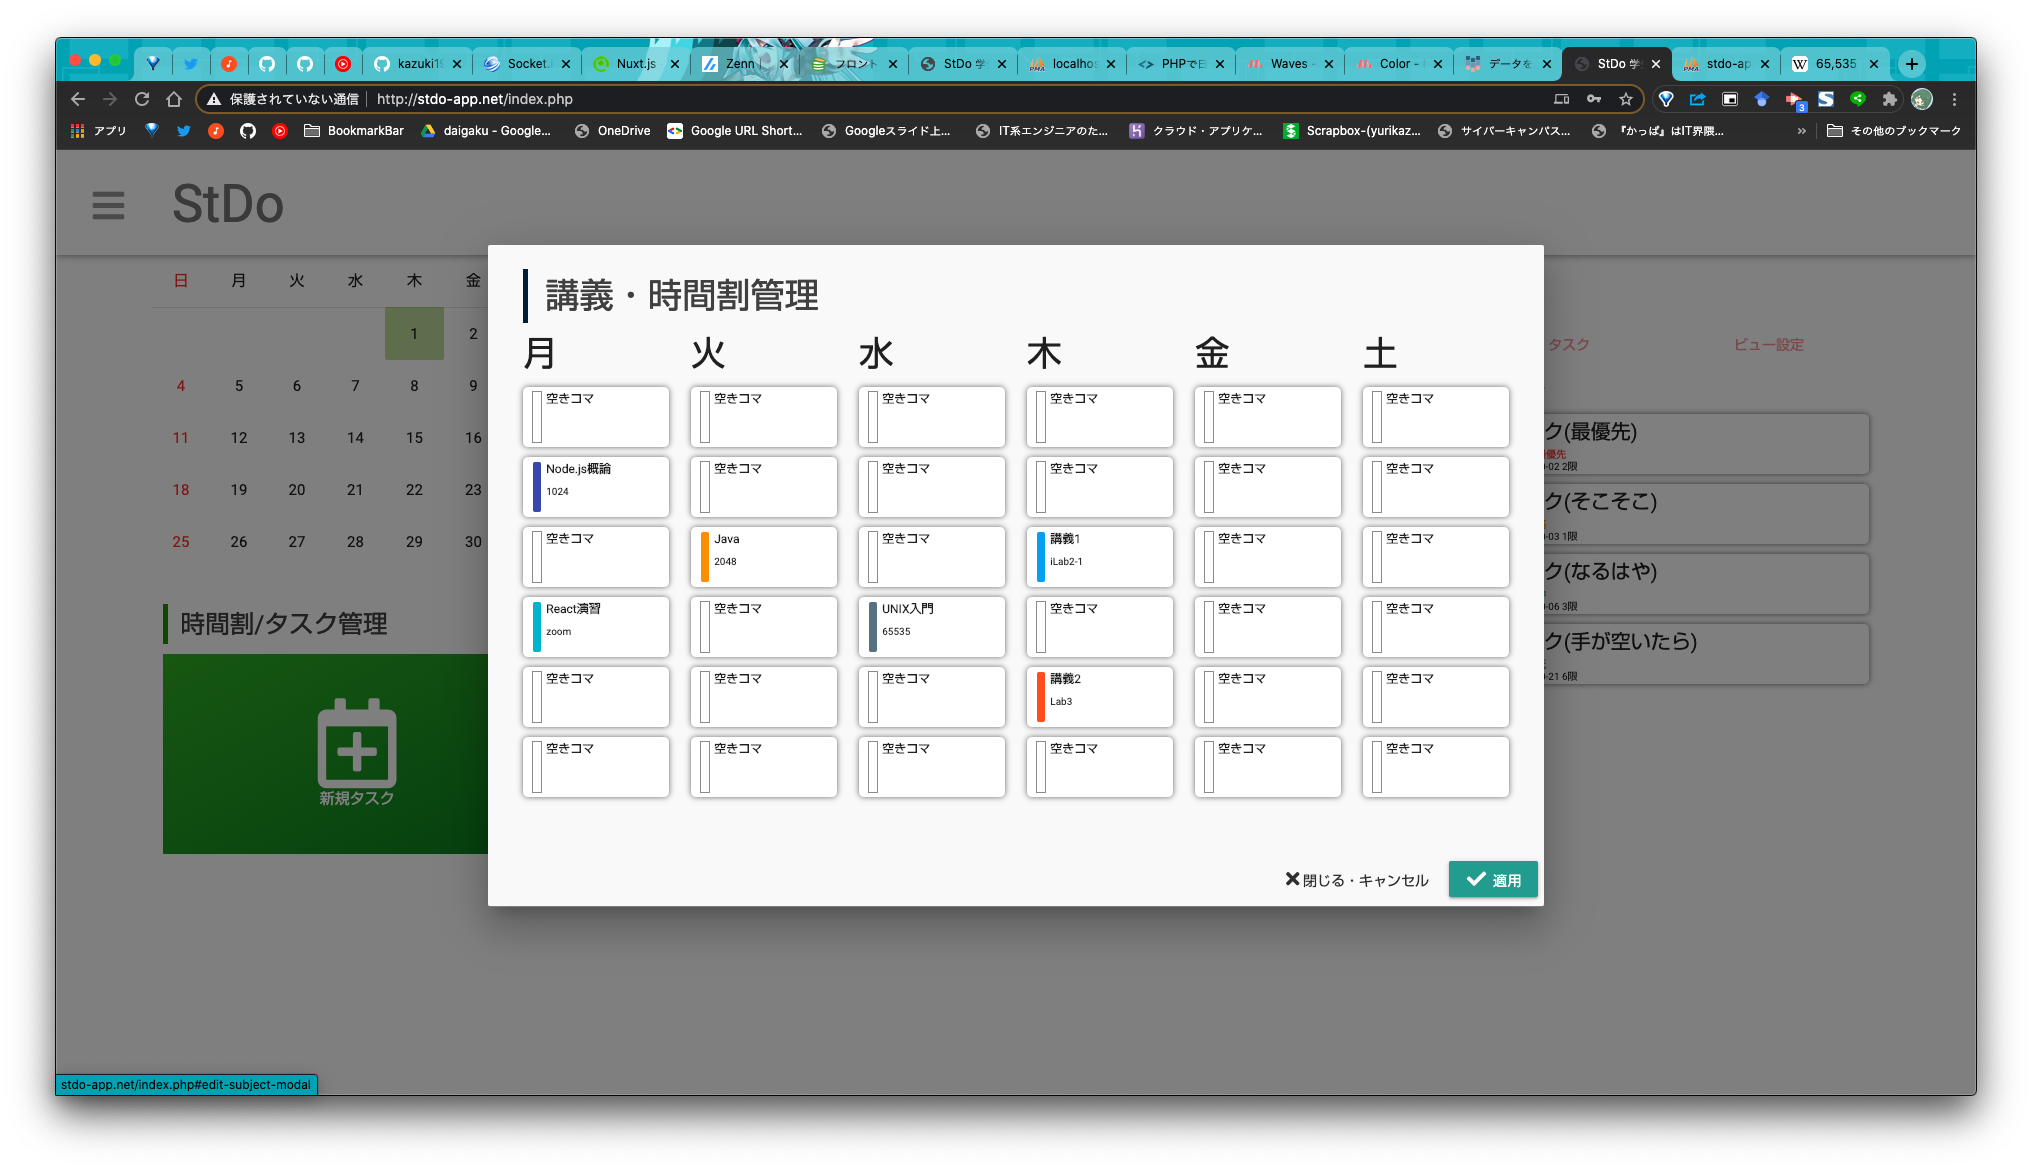 kazuki19
Socket.
Nuxt.js
Zenn
フロント
StDo 学
localhos
PHPで日
Waves -
Color -
データを
StDo 学
stdo-ap
65,535
保護されていない通信 http://stdo-app.net/index.php
3
アプリ
BookmarkBar
daigaku - Google...
OneDrive
Google URL Short...
Googleスライド上...
IT系エンジニアのた...
クラウド・アプリケ...
Scrapbox-(yurikaz...
サイバーキャンパス...
『かっぱ』はIT界隈...
»
その他のブックマーク
StDo
日 月 火 水 木 金
1 2
4 5 6 7 8 9
11 12 13 14 15 16
18 19 20 21 22 23
25 26 27 28 29 30
時間割/タスク管理
新規タスク
講義・時間割管理
月 火 水 木 金 土
空きコマ 空きコマ 空きコマ 空きコマ 空きコマ 空きコマ
Node.js概論 空きコマ 空きコマ 空きコマ 空きコマ 空きコマ
1024
空きコマ Java 空きコマ 講義1 空きコマ 空きコマ
2048 iLab2-1
React演習 空きコマ UNIX入門 空きコマ 空きコマ 空きコマ
zoom 65535
空きコマ 空きコマ 空きコマ 講義2 空きコマ 空きコマ
Lab3
空きコマ 空きコマ 空きコマ 空きコマ 空きコマ 空きコマ
閉じる・キャンセル
適用
タスク
ビュー設定
ク(最優先)
優先
-02 2限
ク(そこそこ)
-03 1限
ク(なるはや)
-06 3限
ク(手が空いたら)
-21 6限
stdo-app.net/index.php#edit-subject-modal